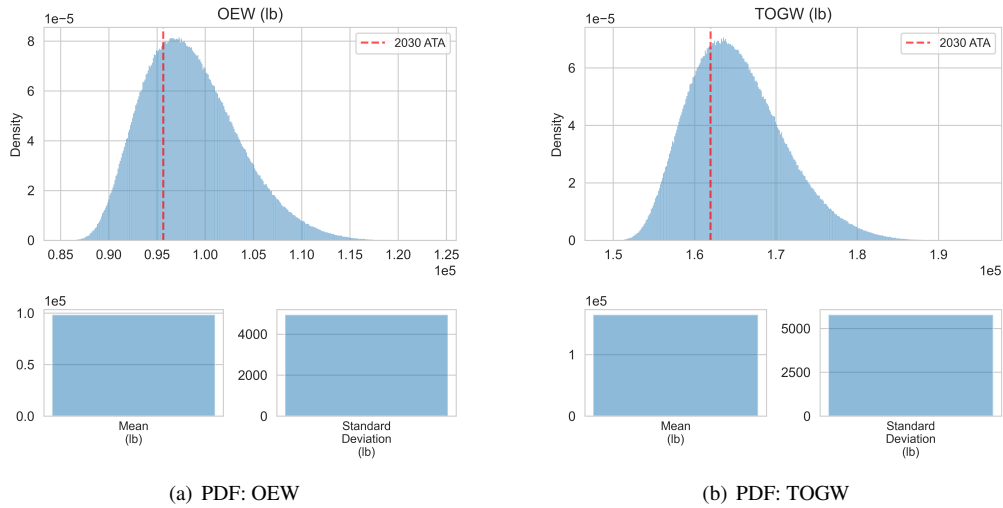 OEW (lb)
1e−5
2030 ATA
8
6
4
2
0
Density
0.85 0.90 0.95 1.00 1.05 1.10 1.15 1.20 1.25
1e5
1e5
1.0
0.5
0.0
Mean
(lb)
4000
2000
0
Standard
Deviation
(lb)
(a) PDF: OEW
TOGW (lb)
1e−5
2030 ATA
6
4
2
0
Density
1.5 1.6 1.7 1.8 1.9
1e5
1e5
1
0
Mean
(lb)
5000
2500
0
Standard
Deviation
(lb)
(b) PDF: TOGW